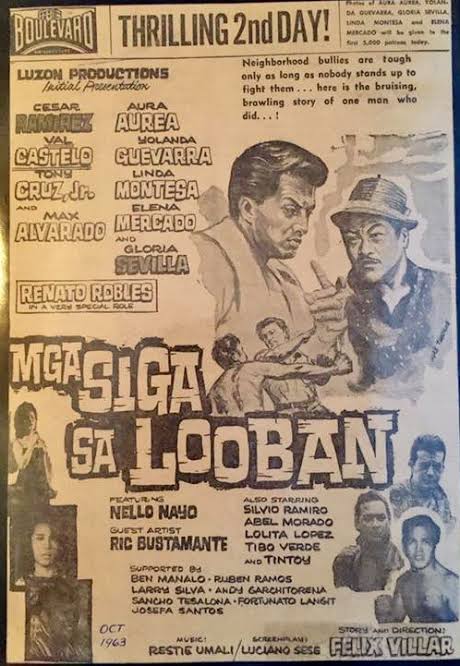 THE
BOULEVARD
THRILLING 2nd DAY!
Photos of AURA AUREA, YOLAN-
DA GUEVARRA, GLORIA SEVILLA,
LINDA MONTESA and ELENA
MERCADO will be given to the
first 5,000 patrons today.
LUZON PRODUCTIONS
Initial Presentation
Neighborhood bullies are tough
only as long as nobody stands up to
fight them . . . here is the bruising,
brawling story of one man who
did. . . !
CESAR
RAMIREZ
VAL
CASTELO
TONY
CRUZ, Jr.
AND
MAX
ALVARADO
AURA
AUREA
YOLANDA
GUEVARRA
LINDA
MONTESA
ELENA
MERCADO
AND
GLORIA
SEVILLA
RENATO ROBLES
IN A VERY SPECIAL ROLE
MGA SIGA
SA LOOBAN
FEATURING
NELLO NAYO
GUEST ARTIST
RIC BUSTAMANTE
ALSO STARRING
SILVIO RAMIRO
ABEL MORADO
LOLITA LOPEZ
TIBO VERDE
AND TINTOY
SUPPORTED BY
BEN MANALO · RUBEN RAMOS
LARRY SILVA · ANDY GARCHITORENA
SANCHO TESALONA · FORTUNATO LANGIT
JOSEFA SANTOS
OCT.
1963
MUSIC:
RESTIE UMALI /
SCREENPLAY:
LUCIANO SESE
STORY AND DIRECTION:
FELIX VILLAR